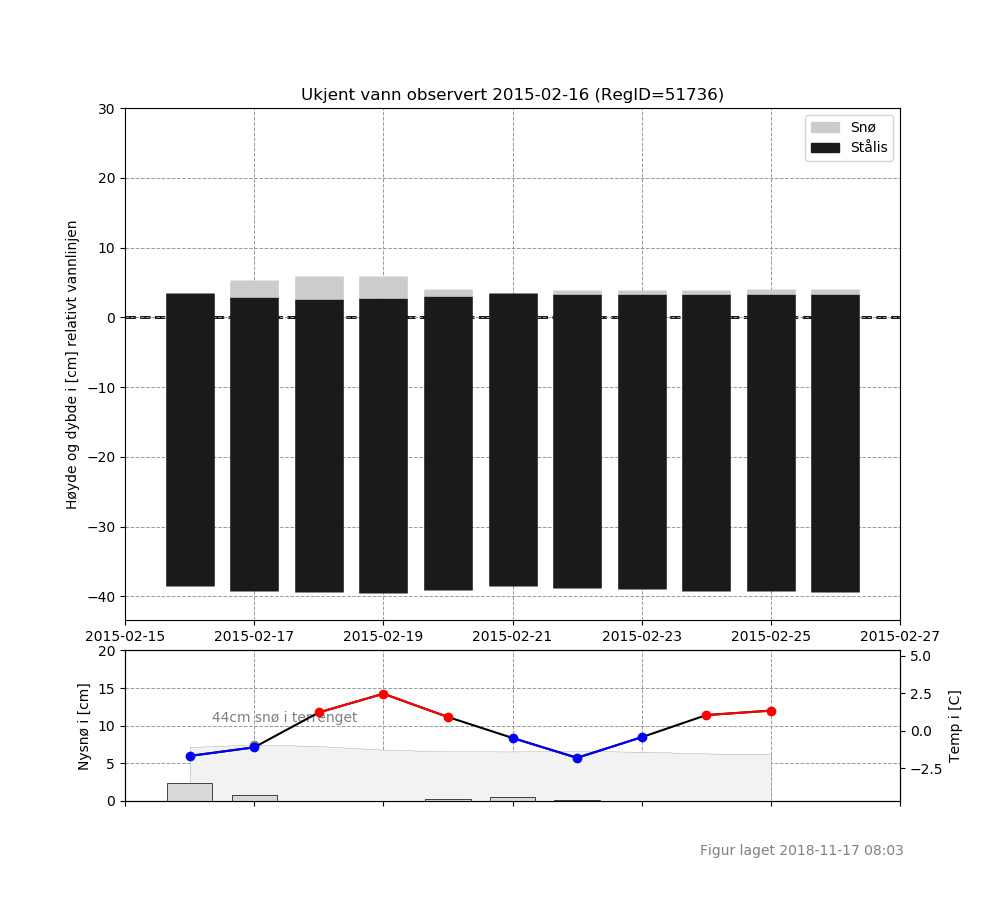 Ukjent vann observert 2015-02-16 (RegID=51736)
Høyde og dybde i [cm] relativt vannlinjen
30
20
10
0
−10
−20
−30
−40
Snø
Stålis
2015-02-15 2015-02-17 2015-02-19 2015-02-21 2015-02-23 2015-02-25 2015-02-27
Nysnø i [cm]
20
15
10
5
0
44cm snø i terrenget
5.0
2.5
0.0
−2.5
Temp i [C]
Figur laget 2018-11-17 08:03